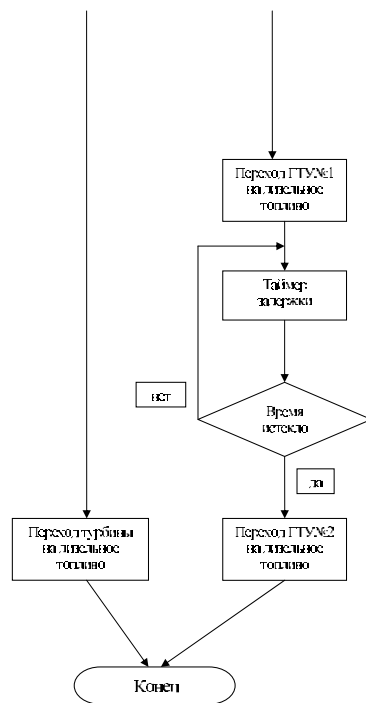 Переход ГТУ№1
на дизельное
топливо
Таймер
задержки
нет
Время
истекло
да
Переход турбины
на дизельное
топливо
Переход ГТУ№2
на дизельное
топливо
Конец